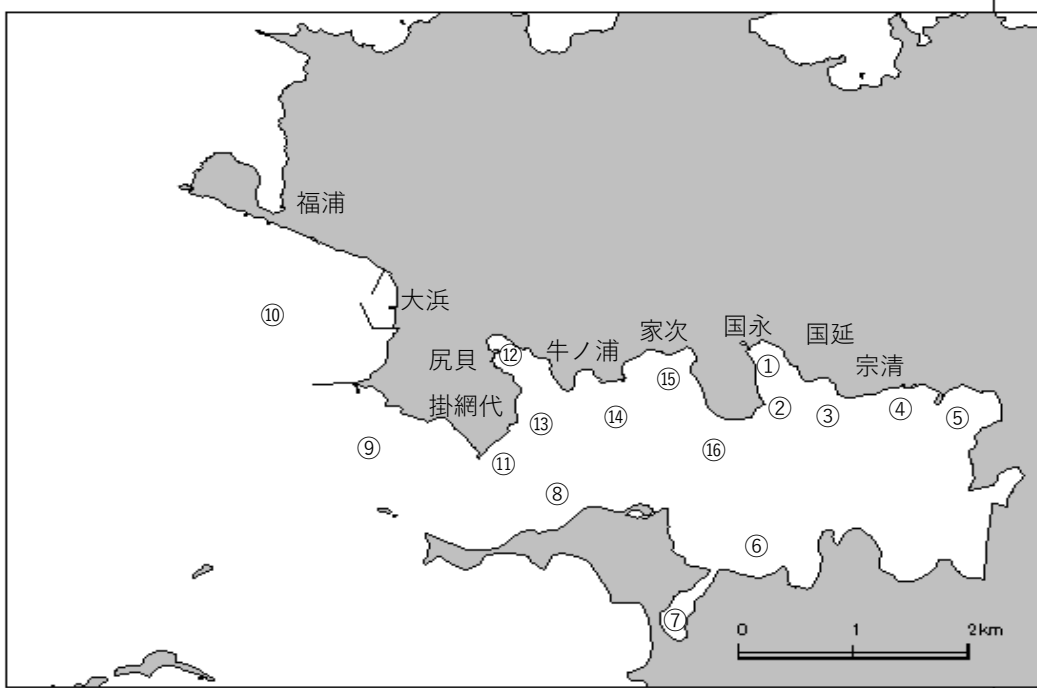 福浦
大浜
⑩
家次
国永
国延
尻貝
⑫
牛ノ浦
①
宗清
⑮
掛網代
②
③
④
⑤
⑬
⑭
⑨
⑪
⑯
⑧
⑥
⑦
0 1 2km